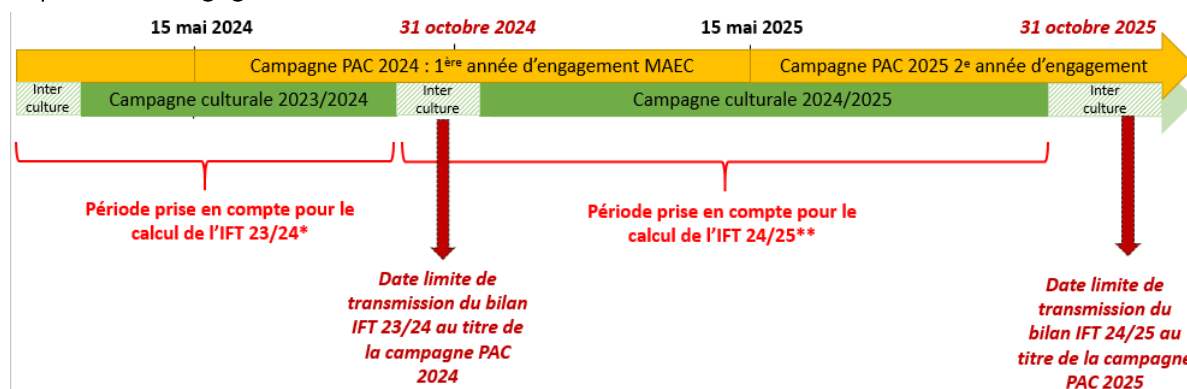 15 mai 2024
31 octobre 2024
15 mai 2025
31 octobre 2025
Campagne PAC 2024 : 1ère année d'engagement MAEC
Campagne PAC 2025 2e année d'engagement
Inter
culture
Campagne culturale 2023/2024
Inter
culture
Campagne culturale 2024/2025
Inter
culture
Période prise en compte pour le
calcul de l'IFT 23/24*
Période prise en compte pour le
calcul de l'IFT 24/25**
Date limite de
transmission du bilan
IFT 23/24 au titre de
la campagne PAC
2024
Date limite de
transmission du
bilan IFT 24/25 au
titre de la campagne
PAC 2025